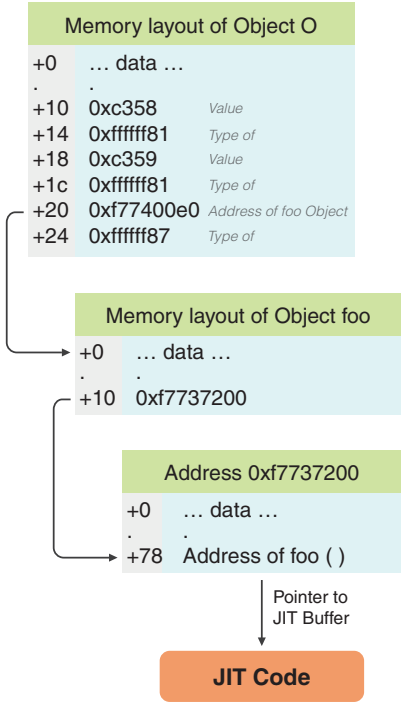 Memory layout of Object O
+0 … data …
. .
+10 0xc358 Value
+14 0xffffff81 Type of
+18 0xc359 Value
+1c 0xffffff81 Type of
+20 0xf77400e0 Address of foo Object
+24 0xffffff87 Type of
Memory layout of Object foo
+0 … data …
. .
+10 0xf7737200
Address 0xf7737200
+0 … data …
. .
+78 Address of foo ( )
Pointer to
JIT Buffer
JIT Code